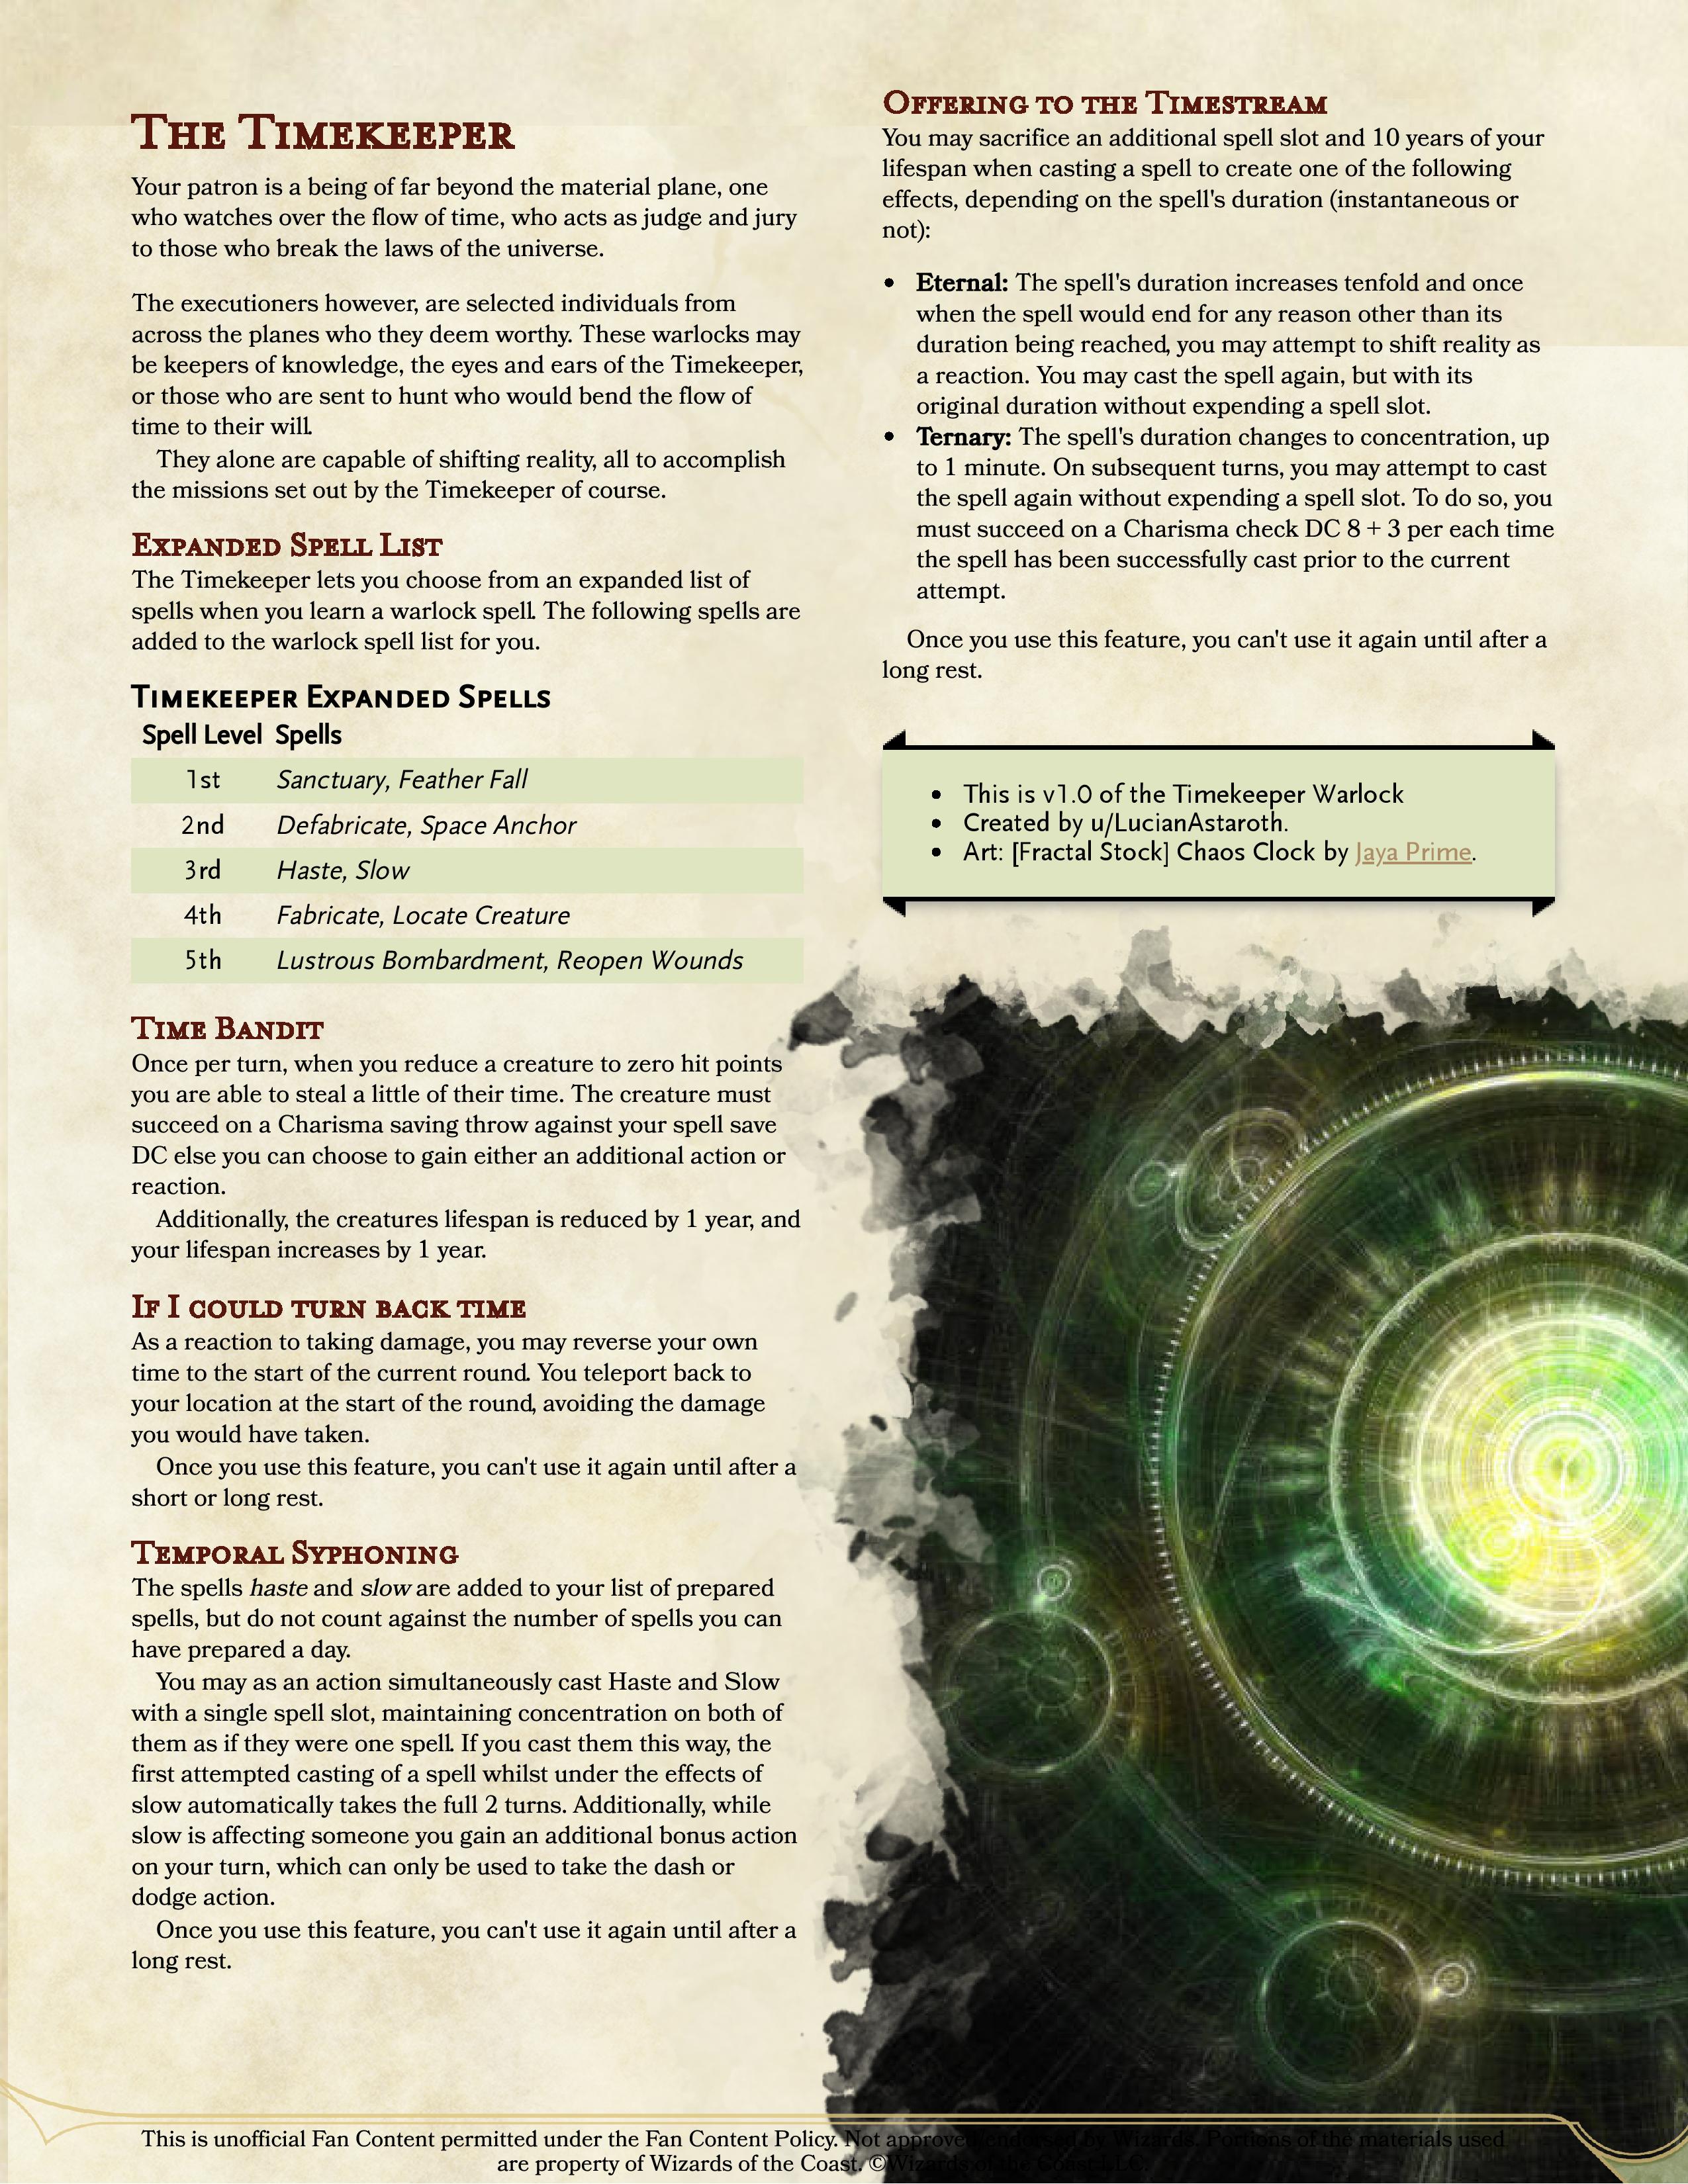 The Timekeeper
Your patron is a being of far beyond the material plane, one
who watches over the flow of time, who acts as judge and jury
to those who break the laws of the universe.
The executioners however, are selected individuals from
across the planes who they deem worthy. These warlocks may
be keepers of knowledge, the eyes and ears of the Timekeeper,
or those who are sent to hunt who would bend the flow of
time to their will.
They alone are capable of shifting reality, all to accomplish
the missions set out by the Timekeeper of course.
Expanded Spell List
The Timekeeper lets you choose from an expanded list of
spells when you learn a warlock spell. The following spells are
added to the warlock spell list for you.
Timekeeper Expanded Spells
Spell Level Spells
1st Sanctuary, Feather Fall
2nd Defabricate, Space Anchor
3rd Haste, Slow
4th Fabricate, Locate Creature
5th Lustrous Bombardment, Reopen Wounds
Time Bandit
Once per turn, when you reduce a creature to zero hit points
you are able to steal a little of their time. The creature must
succeed on a Charisma saving throw against your spell save
DC else you can choose to gain either an additional action or
reaction.
Additionally, the creatures lifespan is reduced by 1 year, and
your lifespan increases by 1 year.
If I could turn back time
As a reaction to taking damage, you may reverse your own
time to the start of the current round. You teleport back to
your location at the start of the round, avoiding the damage
you would have taken.
Once you use this feature, you can't use it again until after a
short or long rest.
Temporal Syphoning
The spells haste and slow are added to your list of prepared
spells, but do not count against the number of spells you can
have prepared a day.
You may as an action simultaneously cast Haste and Slow
with a single spell slot, maintaining concentration on both of
them as if they were one spell. If you cast them this way, the
first attempted casting of a spell whilst under the effects of
slow automatically takes the full 2 turns. Additionally, while
slow is affecting someone you gain an additional bonus action
on your turn, which can only be used to take the dash or
dodge action.
Once you use this feature, you can't use it again until after a
long rest.
Offering to the Timestream
You may sacrifice an additional spell slot and 10 years of your
lifespan when casting a spell to create one of the following
effects, depending on the spell's duration (instantaneous or
not):
• Eternal: The spell's duration increases tenfold and once
when the spell would end for any reason other than its
duration being reached, you may attempt to shift reality as
a reaction. You may cast the spell again, but with its
original duration without expending a spell slot.
• Ternary: The spell's duration changes to concentration, up
to 1 minute. On subsequent turns, you may attempt to cast
the spell again without expending a spell slot. To do so, you
must succeed on a Charisma check DC 8 + 3 per each time
the spell has been successfully cast prior to the current
attempt.
Once you use this feature, you can't use it again until after a
long rest.
• This is v1.0 of the Timekeeper Warlock
• Created by u/LucianAstaroth.
• Art: [Fractal Stock] Chaos Clock by Jaya Prime.
This is unofficial Fan Content permitted under the Fan Content Policy. Not approved/endorsed by Wizards. Portions of the materials used
are property of Wizards of the Coast. ©Wizards of the Coast LLC.